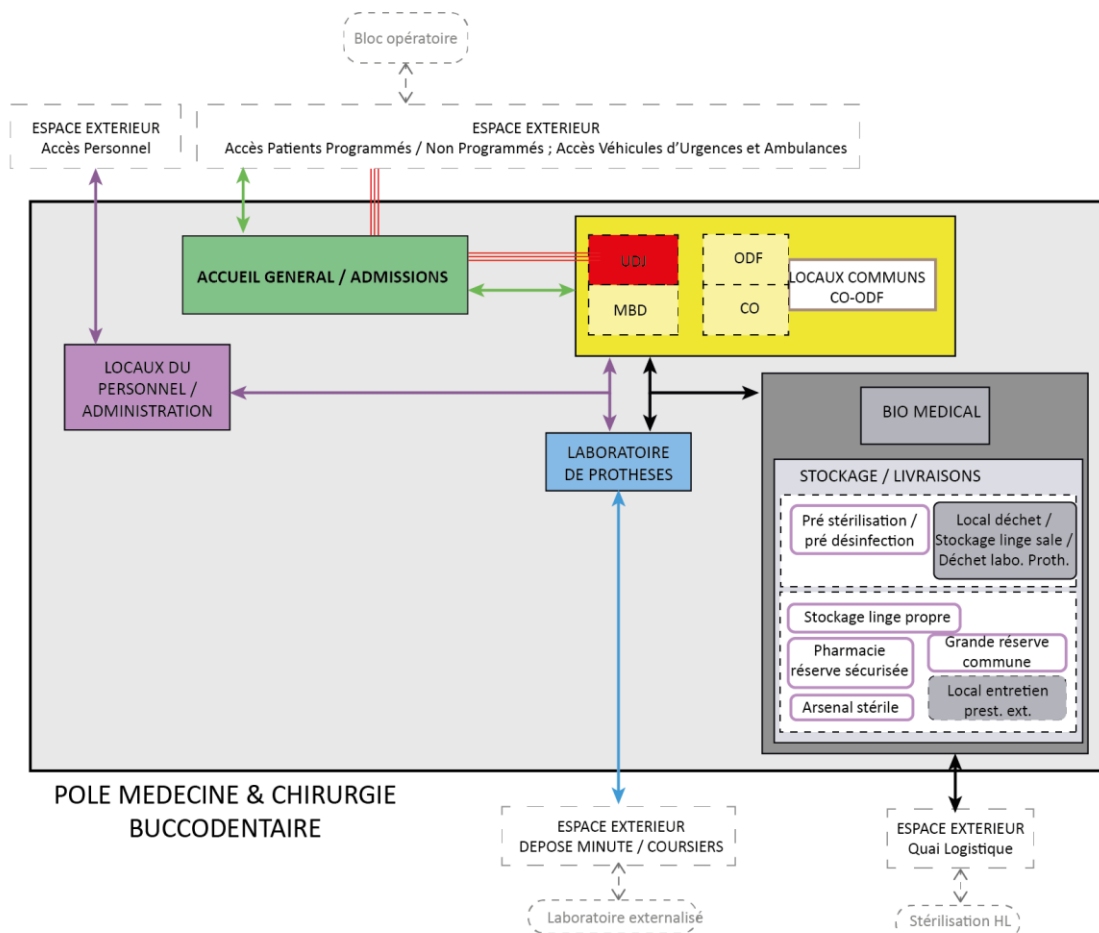 Bloc opératoire
ESPACE EXTERIEUR
Accès Personnel
ESPACE EXTERIEUR
Accès Patients Programmés / Non Programmés ; Accès Véhicules d'Urgences et Ambulances
ACCUEIL GENERAL / ADMISSIONS
UDJ
MBD
ODF
CO
LOCAUX COMMUNS
CO-ODF
LOCAUX DU
PERSONNEL /
ADMINISTRATION
LABORATOIRE
DE PROTHESES
BIO MEDICAL
STOCKAGE / LIVRAISONS
Pré stérilisation /
pré désinfection
Local déchet /
Stockage linge sale /
Déchet labo. Proth.
Stockage linge propre
Pharmacie
réserve sécurisée
Grande réserve
commune
Arsenal stérile
Local entretien
prest. ext.
POLE MEDECINE & CHIRURGIE
BUCCODENTAIRE
ESPACE EXTERIEUR
DEPOSE MINUTE / COURSIERS
Laboratoire externalisé
ESPACE EXTERIEUR
Quai Logistique
Stérilisation HL